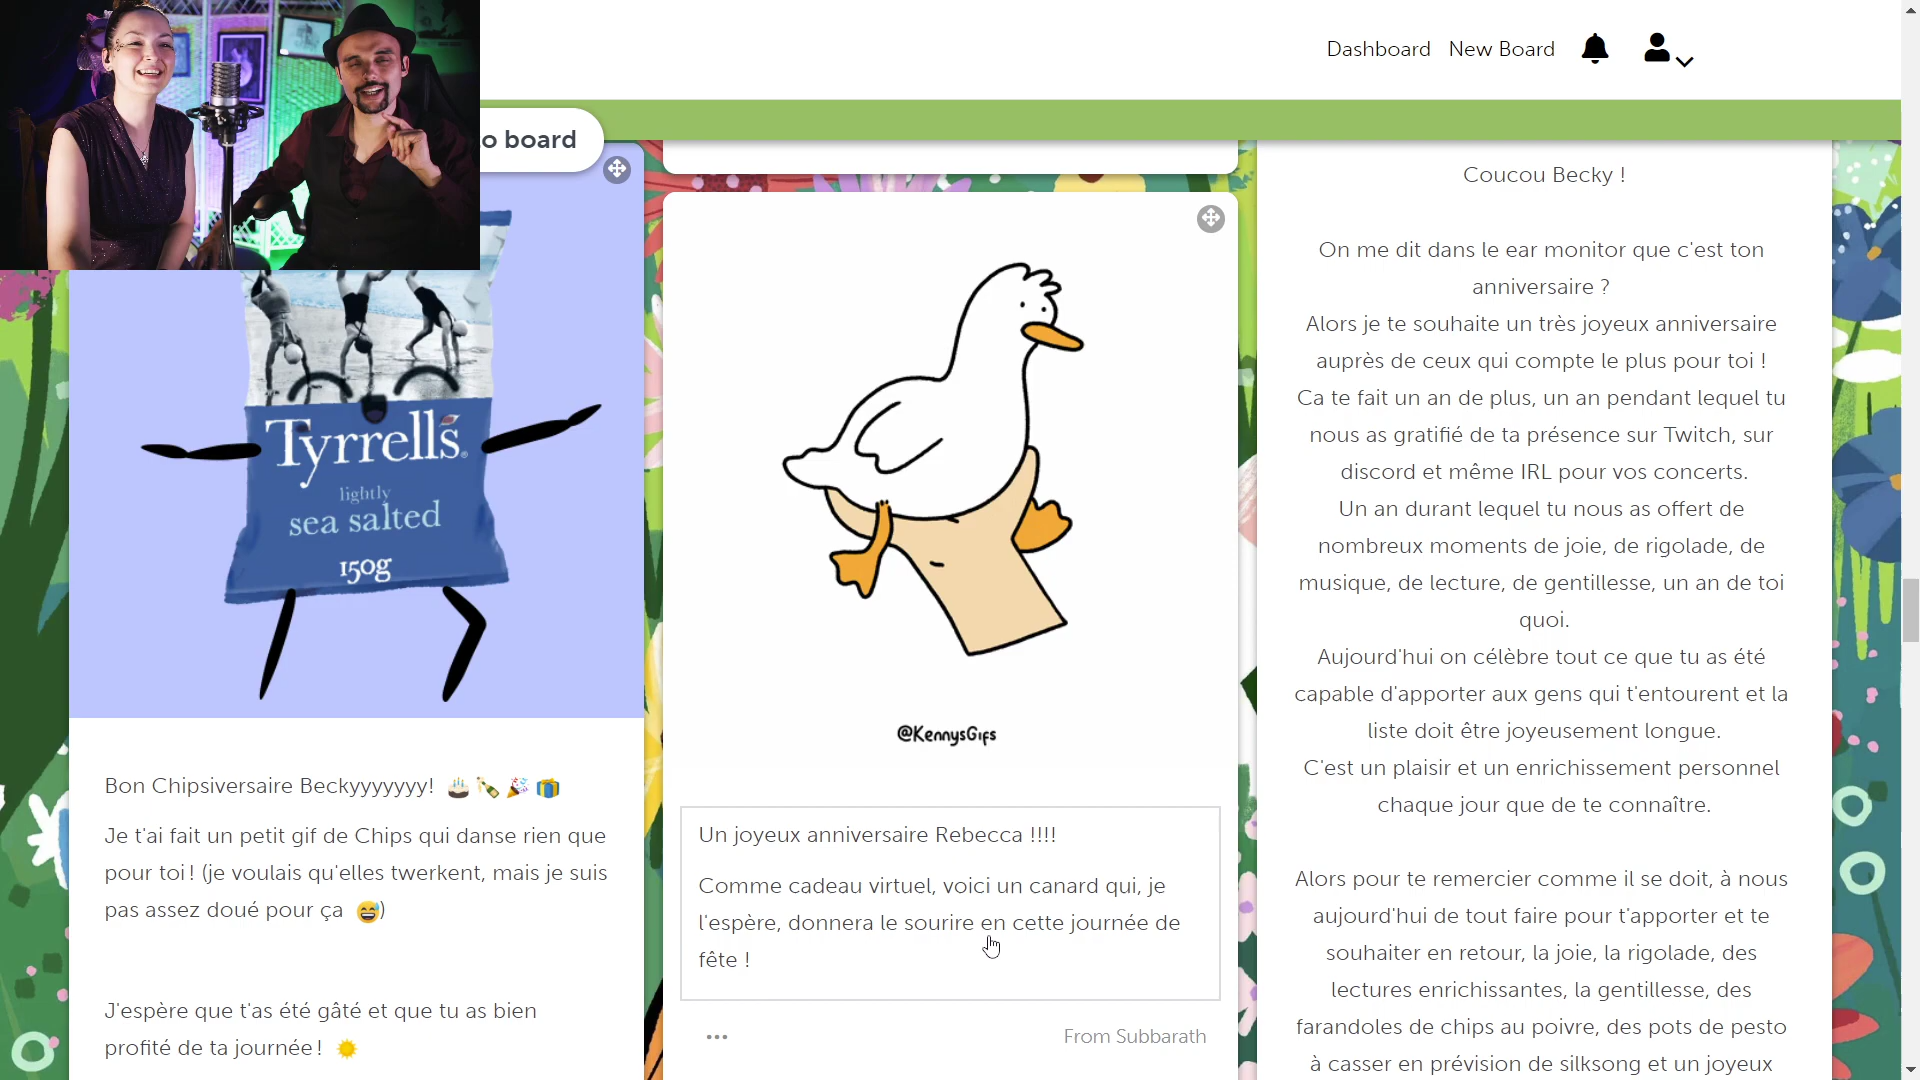 Dashboard New Board
o board
Tyrrells
lightly
sea salted
150g
Bon Chipsiversaire Beckyyyyyyy! 🎂🍾🎉🎁
Je t'ai fait un petit gif de Chips qui danse rien que
pour toi! (je voulais qu'elles twerkent, mais je suis
pas assez doué pour ça 😅)
J'espère que t'as été gâté et que tu as bien
profité de ta journée! ☀️
@KennysGifs
Un joyeux anniversaire Rebecca !!!!
Comme cadeau virtuel, voici un canard qui, je
l'espère, donnera le sourire en cette journée de
fête !
From Subbarath
Coucou Becky !
On me dit dans le ear monitor que c'est ton
anniversaire ?
Alors je te souhaite un très joyeux anniversaire
auprès de ceux qui compte le plus pour toi !
Ca te fait un an de plus, un an pendant lequel tu
nous as gratifié de ta présence sur Twitch, sur
discord et même IRL pour vos concerts.
Un an durant lequel tu nous as offert de
nombreux moments de joie, de rigolade, de
musique, de lecture, de gentillesse, un an de toi
quoi.
Aujourd'hui on célèbre tout ce que tu as été
capable d'apporter aux gens qui t'entourent et la
liste doit être joyeusement longue.
C'est un plaisir et un enrichissement personnel
chaque jour que de te connaître.
Alors pour te remercier comme il se doit, à nous
aujourd'hui de tout faire pour t'apporter et te
souhaiter en retour, la joie, la rigolade, des
lectures enrichissantes, la gentillesse, des
farandoles de chips au poivre, des pots de pesto
à casser en prévision de silksong et un joyeux